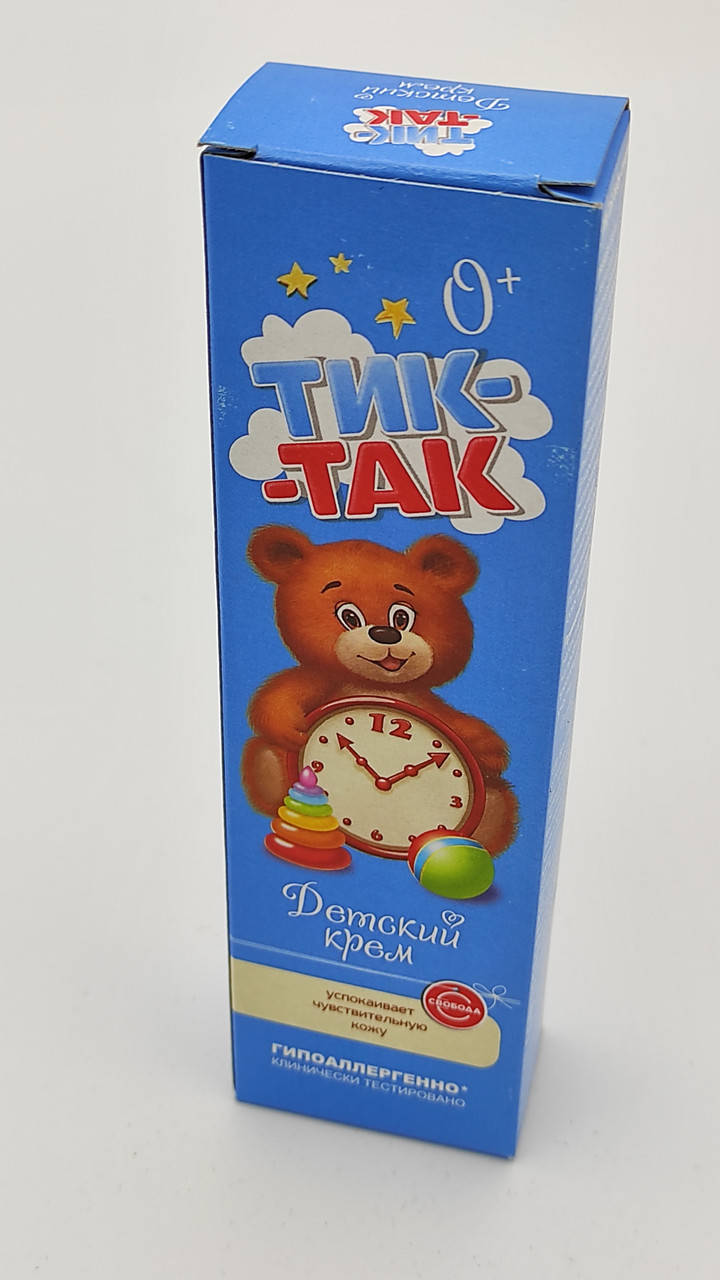 Детский
крем
ТИК-
-ТАК
0+
ТИК-
-ТАК
12
9
3
6
Детский
крем
успокаивает
чувствительную
кожу
СВОБОДА
ГИПОАЛЛЕРГЕННО*
КЛИНИЧЕСКИ ТЕСТИРОВАНО